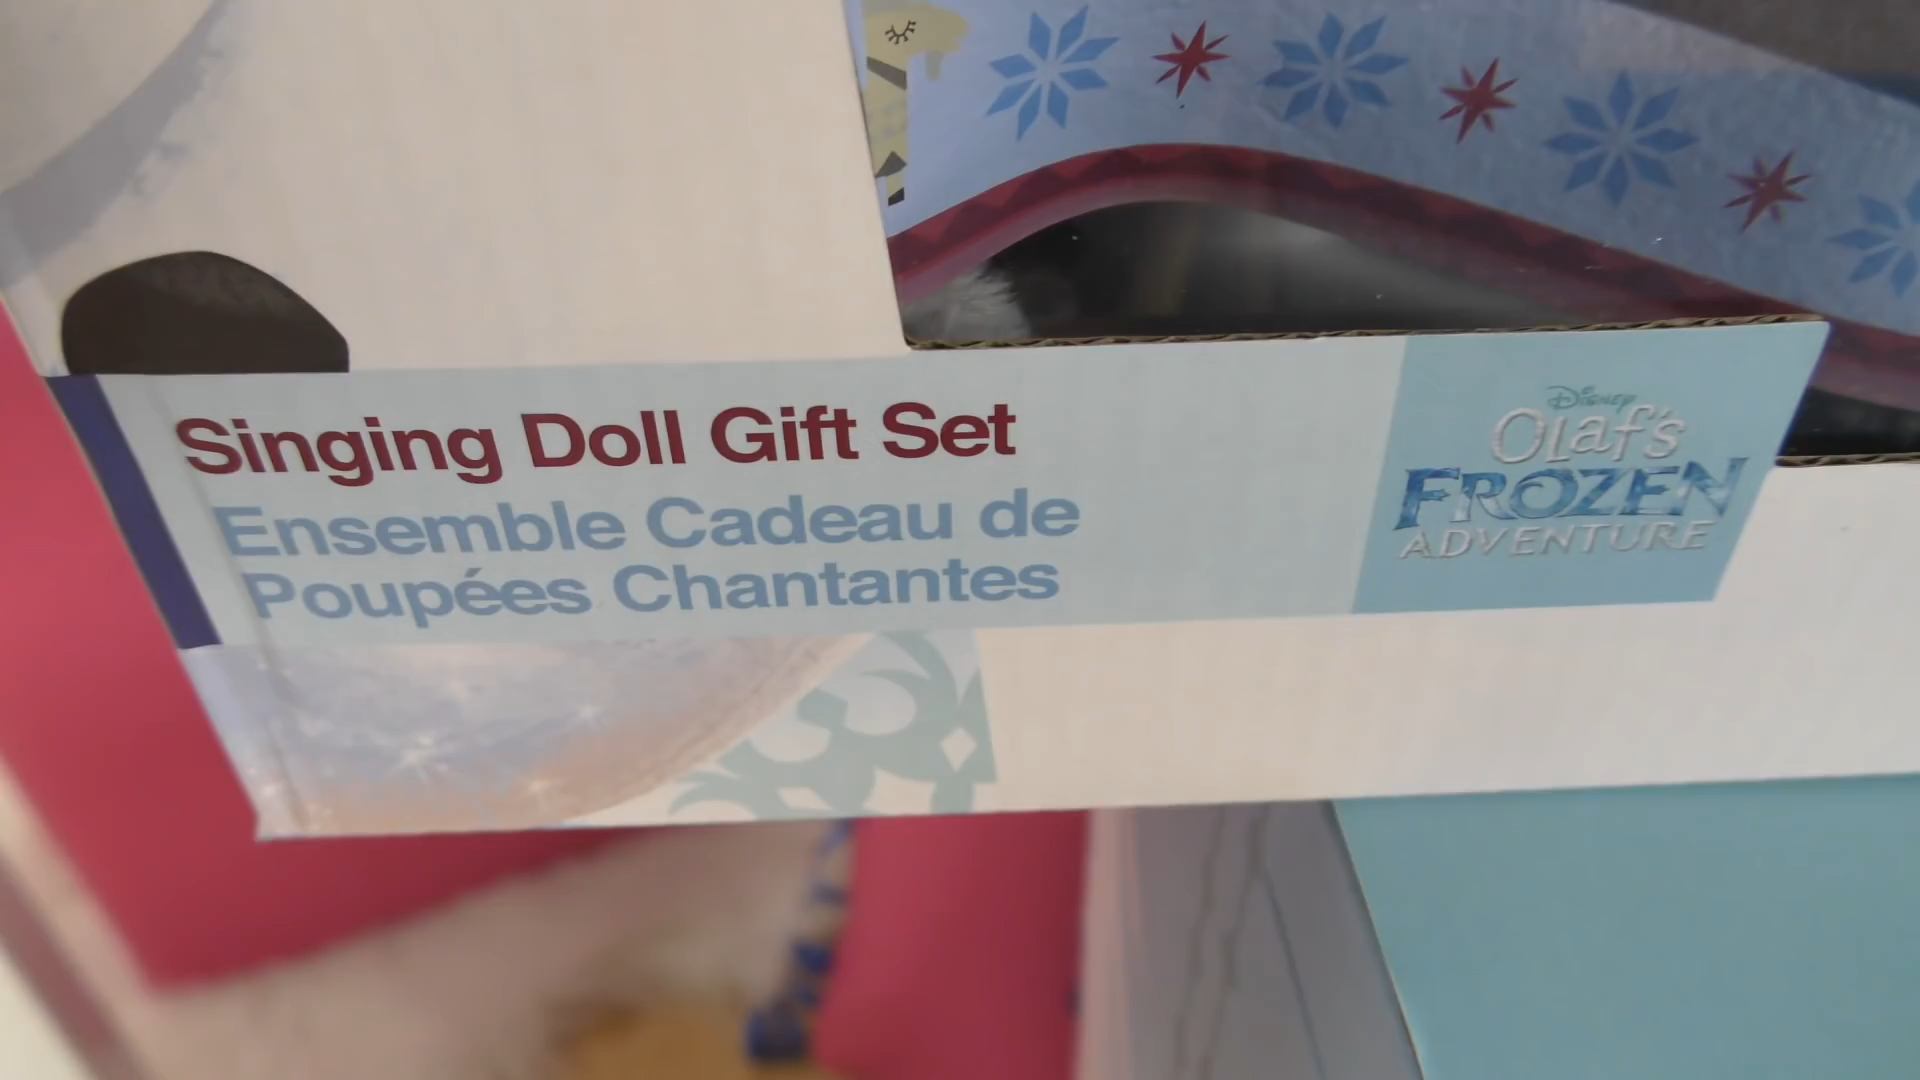 Singing Doll Gift Set
Ensemble Cadeau de
Poupées Chantantes
Disney
Olaf's
FROZEN
ADVENTURE